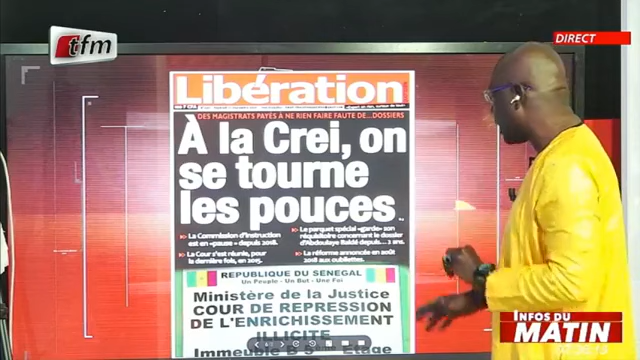 tfm
DIRECT
Libération
DES MAGISTRATS PAYÉS À NE RIEN FAIRE FAUTE DE...DOSSIERS
À la Crei, on
se tourne
les pouces
La Commission d'instruction
est en «pause» depuis 2018.
La Cour s'est réunie, pour
la dernière fois, en 2015.
Le parquet spécial «garde» son
réquisitoire concernant le dossier
d'Abdoulaye Baldé depuis... 2 ans.
La réforme annoncée en août
2018 aux oubliettes.
REPUBLIQUE DU SENEGAL
Un Peuple - Un But - Une Foi
Ministère de la Justice
COUR DE REPRESSION
DE L'ENRICHISSEMENT
ILLICITE
Immeuble B
Etage
INFOS DU
MATIN